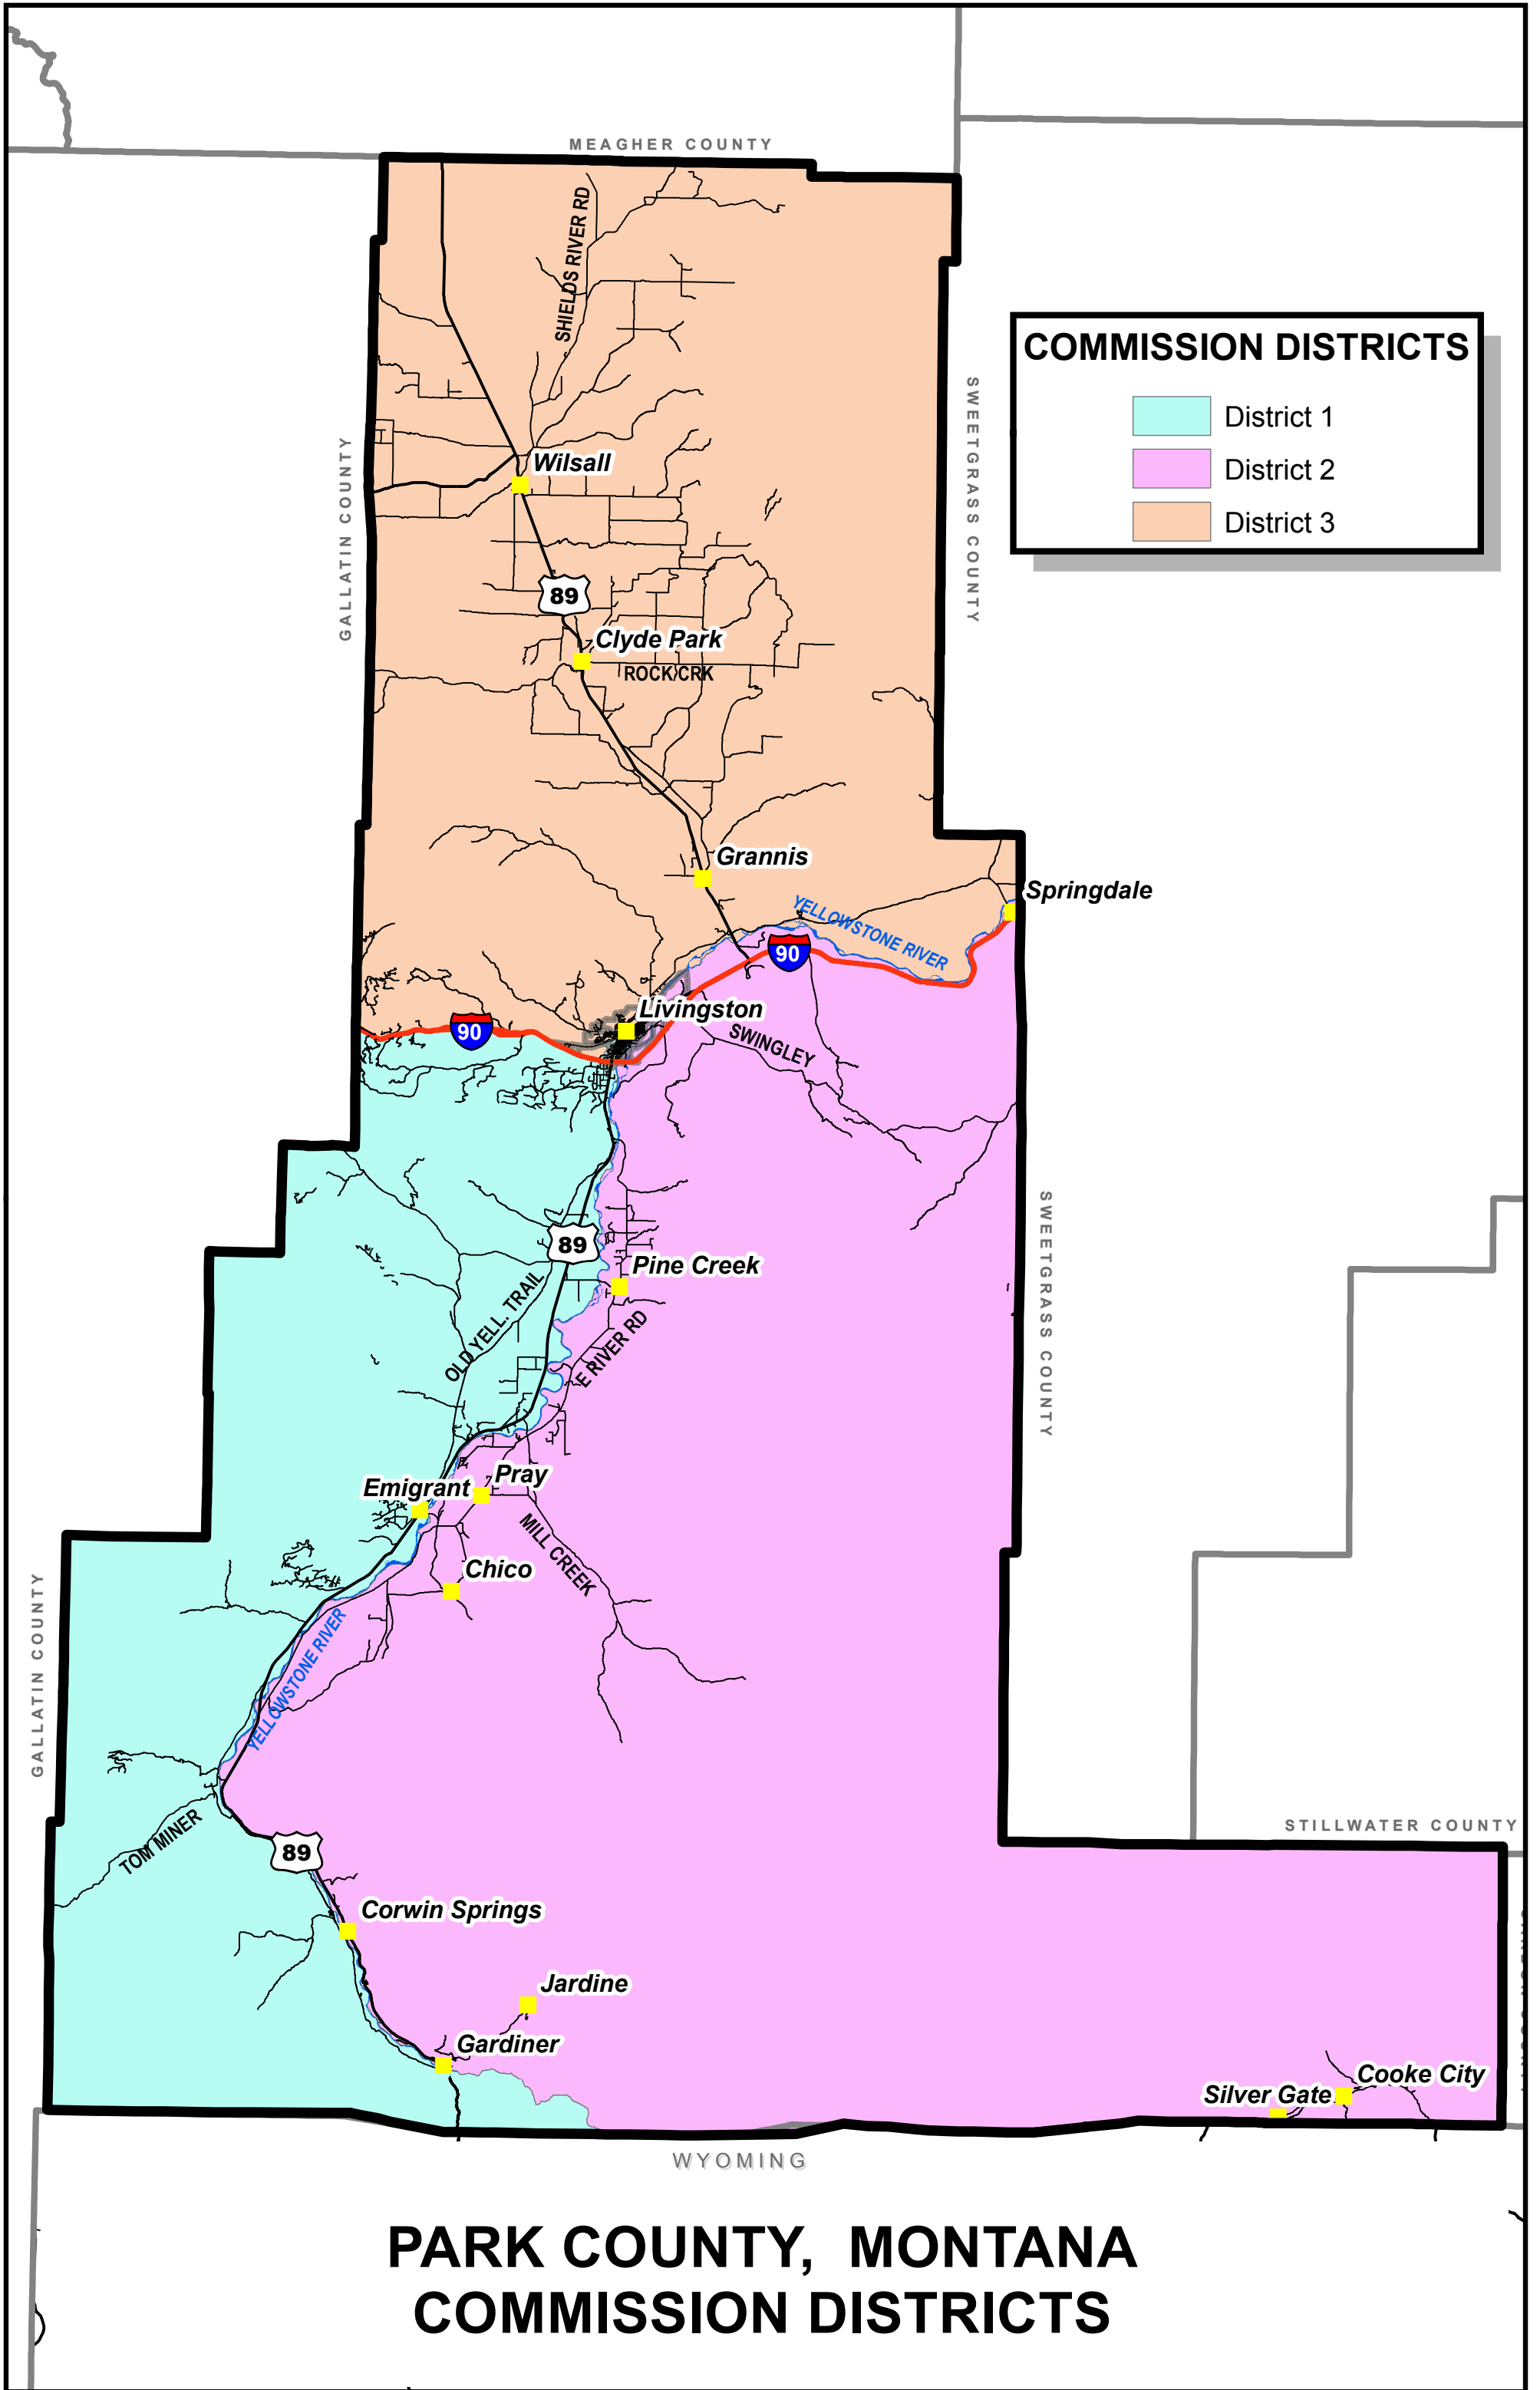 MEAGHER COUNTY
SHIELDS RIVER RD
COMMISSION DISTRICTS
District 1
District 2
District 3
SWEETGRASS COUNTY
GALLATIN COUNTY
Wilsall
89
Clyde Park
ROCK CRK
Grannis
Springdale
YELLOWSTONE RIVER
90
Livingston
90
SWINGLEY
SWEETGRASS COUNTY
89
Pine Creek
OLD YELL. TRAIL
E RIVER RD
Pray
Emigrant
MILL CREEK
Chico
GALLATIN COUNTY
YELLOWSTONE RIVER
TOM MINER
STILLWATER COUNTY
89
Corwin Springs
Jardine
Gardiner
Cooke City
Silver Gate
WYOMING
PARK COUNTY, MONTANA
COMMISSION DISTRICTS